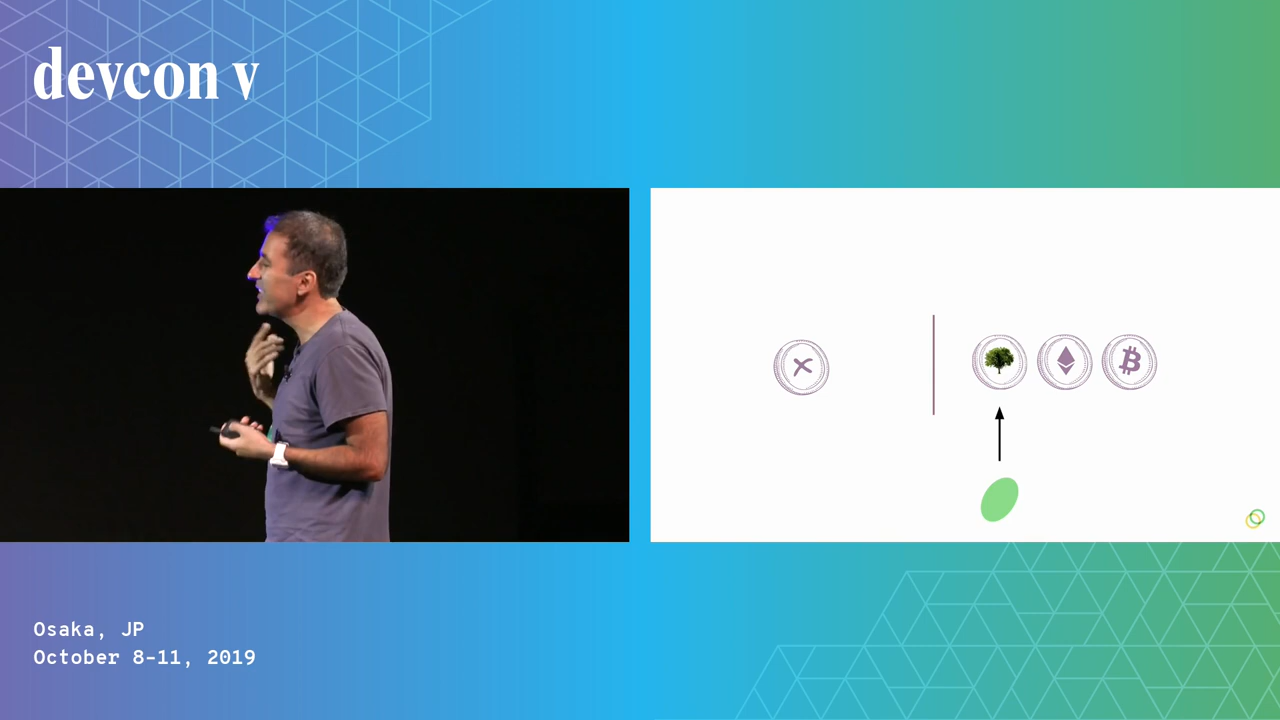 devcon v
Osaka, JP
October 8-11, 2019